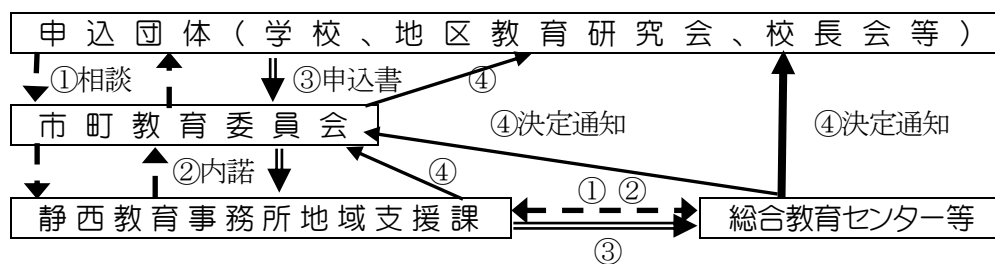 申込団体(学校、地区教育研究会、校長会等)
①相談
③申込書
④
市町教育委員会
④決定通知
④決定通知
②内諾
④
① ②
静西教育事務所地域支援課
総合教育センター等
③